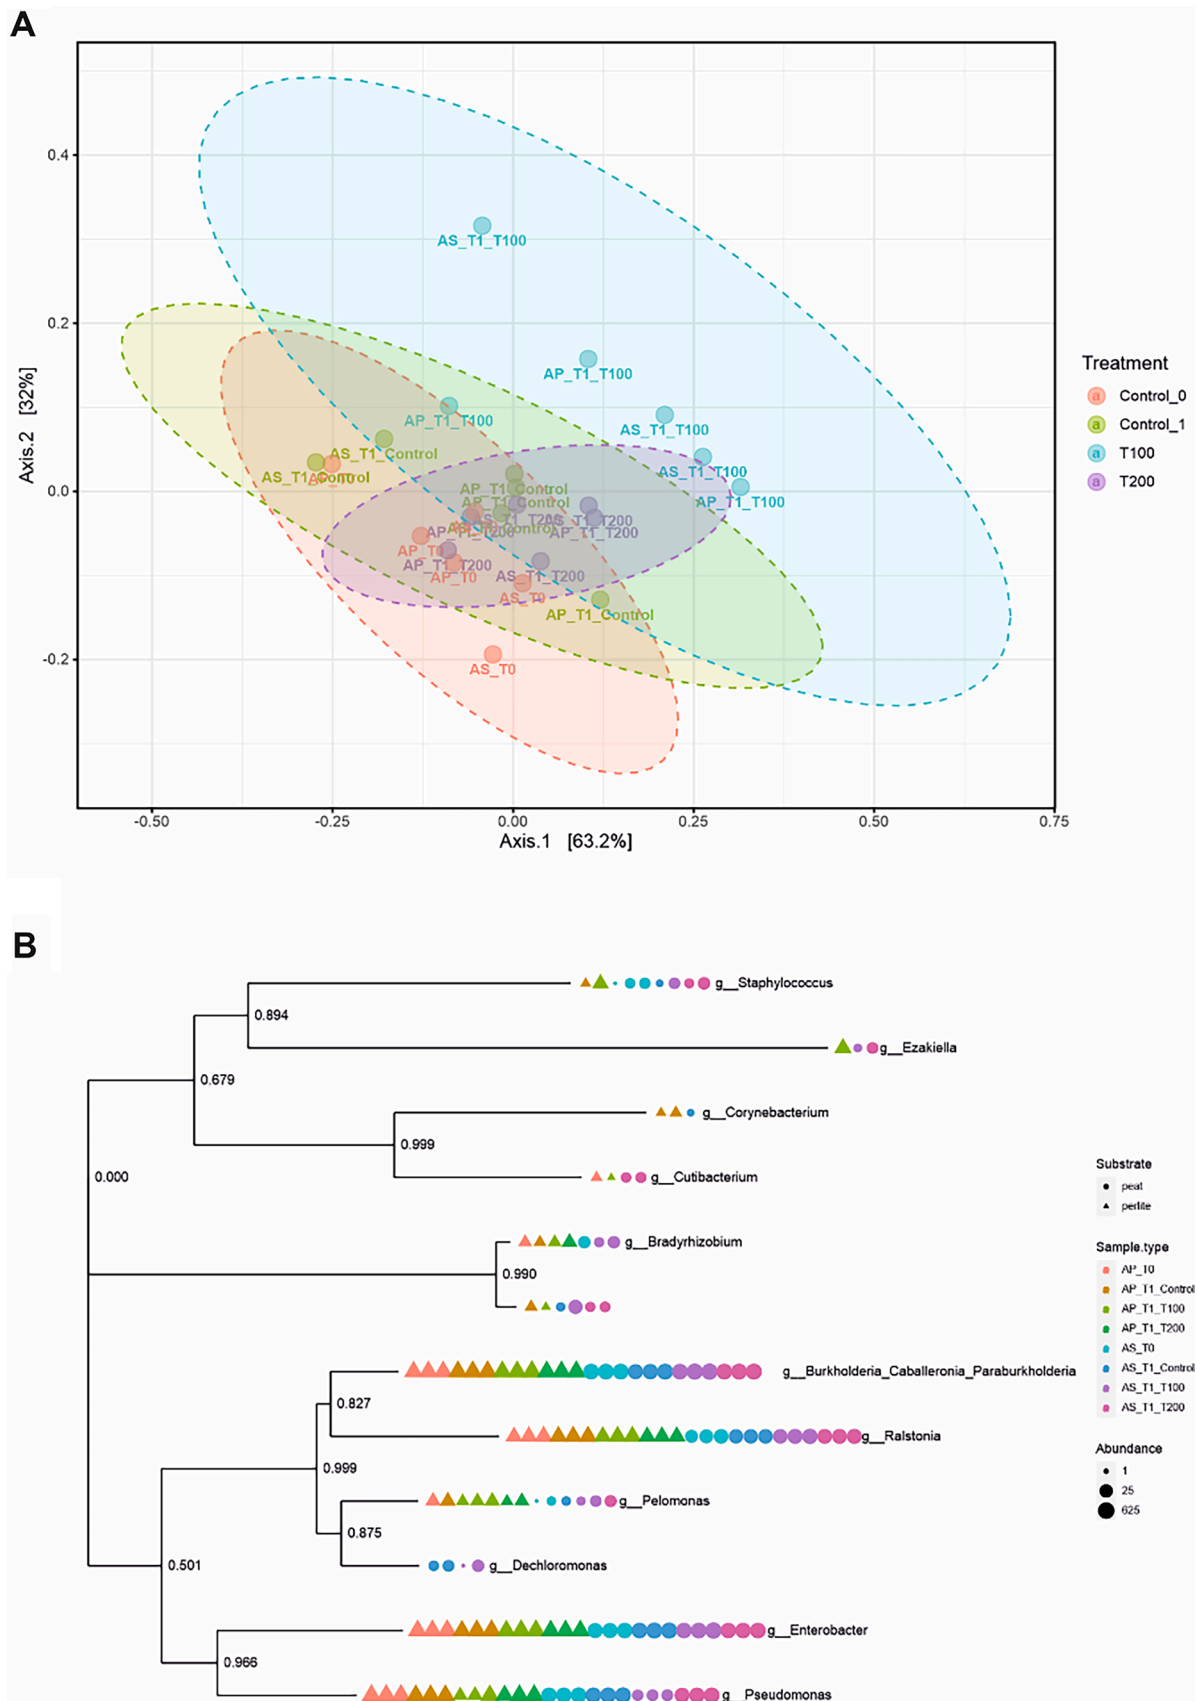 A
0.4
0.2
0.0
-0.2
Axis.2 [32%]
AS_T1_T100
AP_T1_T100
AP_T1_T100
AS_T1_T100
AS_T1_Control
AS_T1_T100
AS_T1_Control
AP_T1_Control
AP_T1_T100
AP_T1_Control
AS_T1_T200
AP_T1_T200
AP_T1_T200
AP_T0
AP_T1_T200
AP_T0
AS_T1_T200
AS_T0
AP_T1_Control
AS_T0
-0.50
-0.25
0.00
0.25
0.50
0.75
Axis.1 [63.2%]
Treatment
a Control_0
a Control_1
a T100
a T200
B
g__Staphylococcus
0.894
g__Ezakiella
0.679
g__Corynebacterium
0.999
g__Cutibacterium
0.000
g__Bradyrhizobium
0.990
g__Burkholderia_Caballeronia_Paraburkholderia
0.827
g__Ralstonia
0.999
g__Pelomonas
0.875
g__Dechloromonas
0.501
g__Enterobacter
0.966
g__Pseudomonas
Substrate
peat
perlite
Sample.type
AP_T0
AP_T1_Control
AP_T1_T100
AP_T1_T200
AS_T0
AS_T1_Control
AS_T1_T100
AS_T1_T200
Abundance
1
25
625